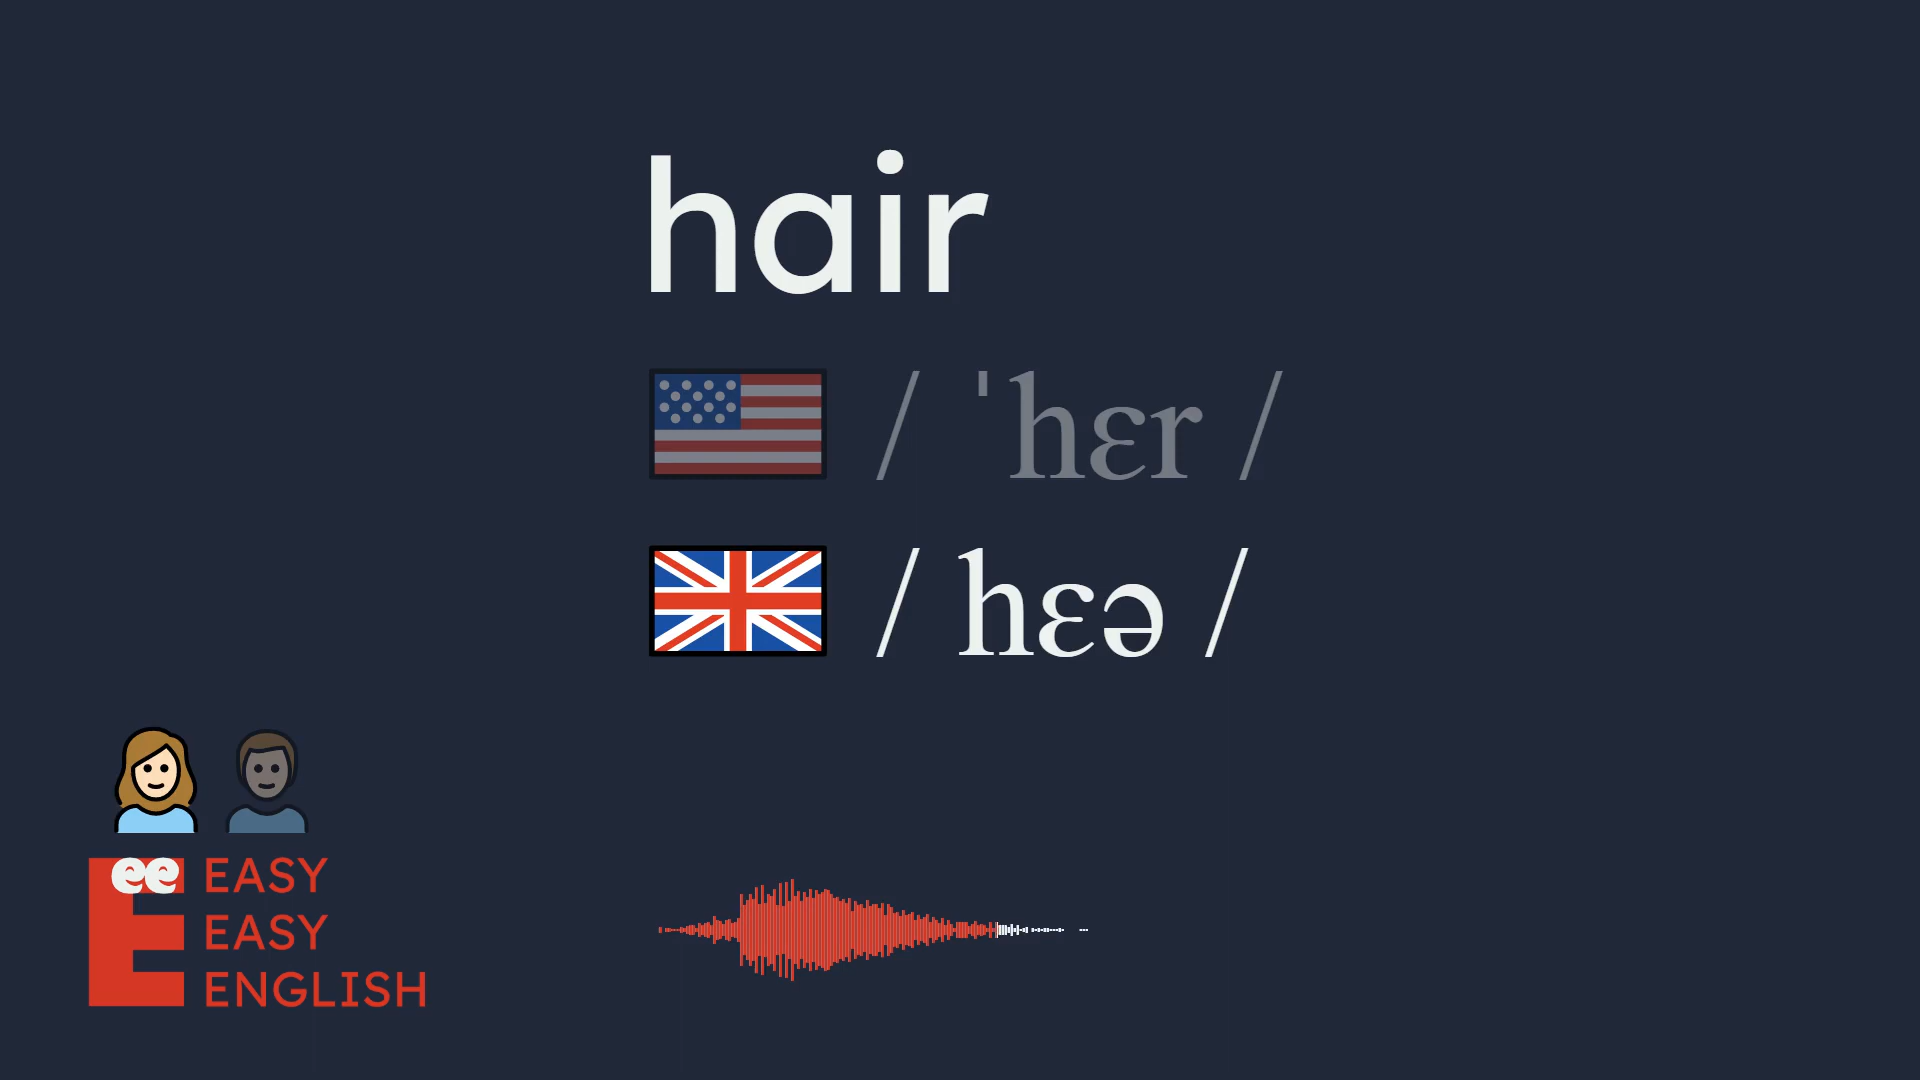 hair
/ ˈhɛr /
/ hɛə /
ee EASY
EASY
ENGLISH